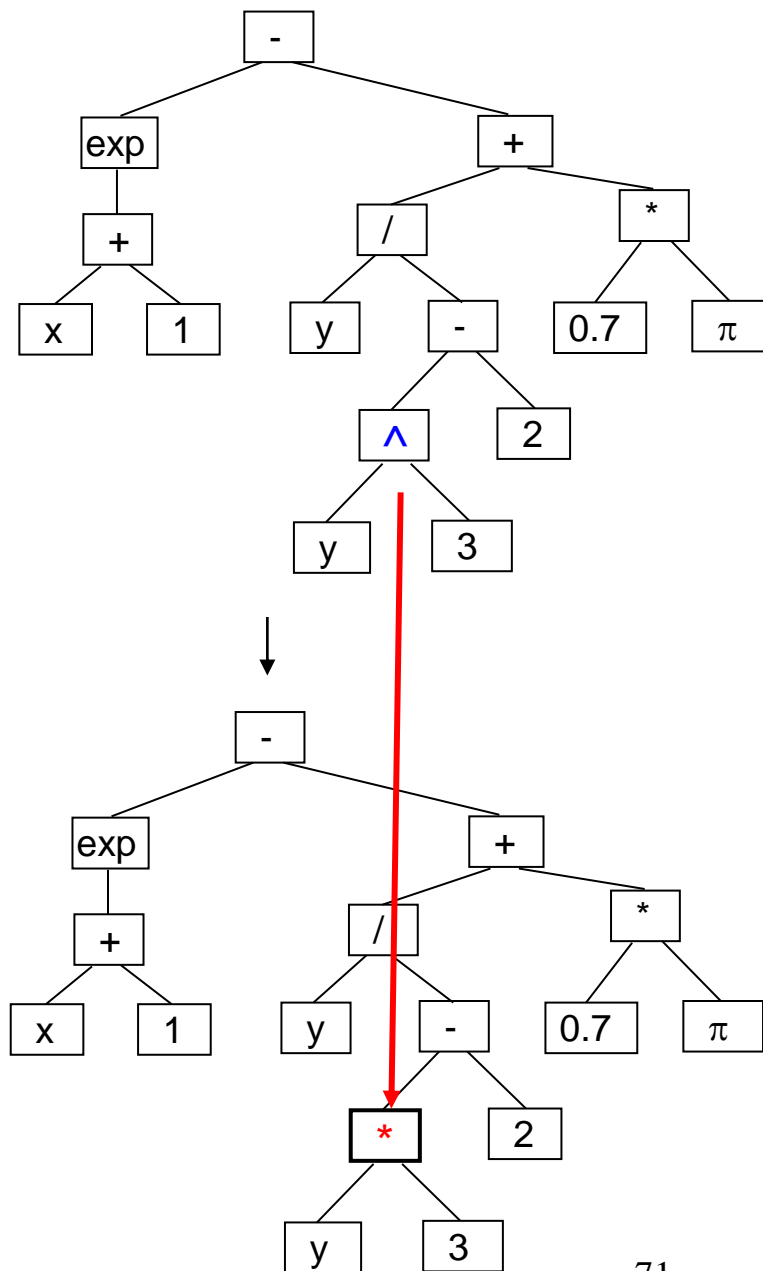 -
exp +
/ *
+
x 1 y - 0.7 π
^ 2
y 3
-
exp +
/ *
+
x 1 y - 0.7 π
* 2
y 3